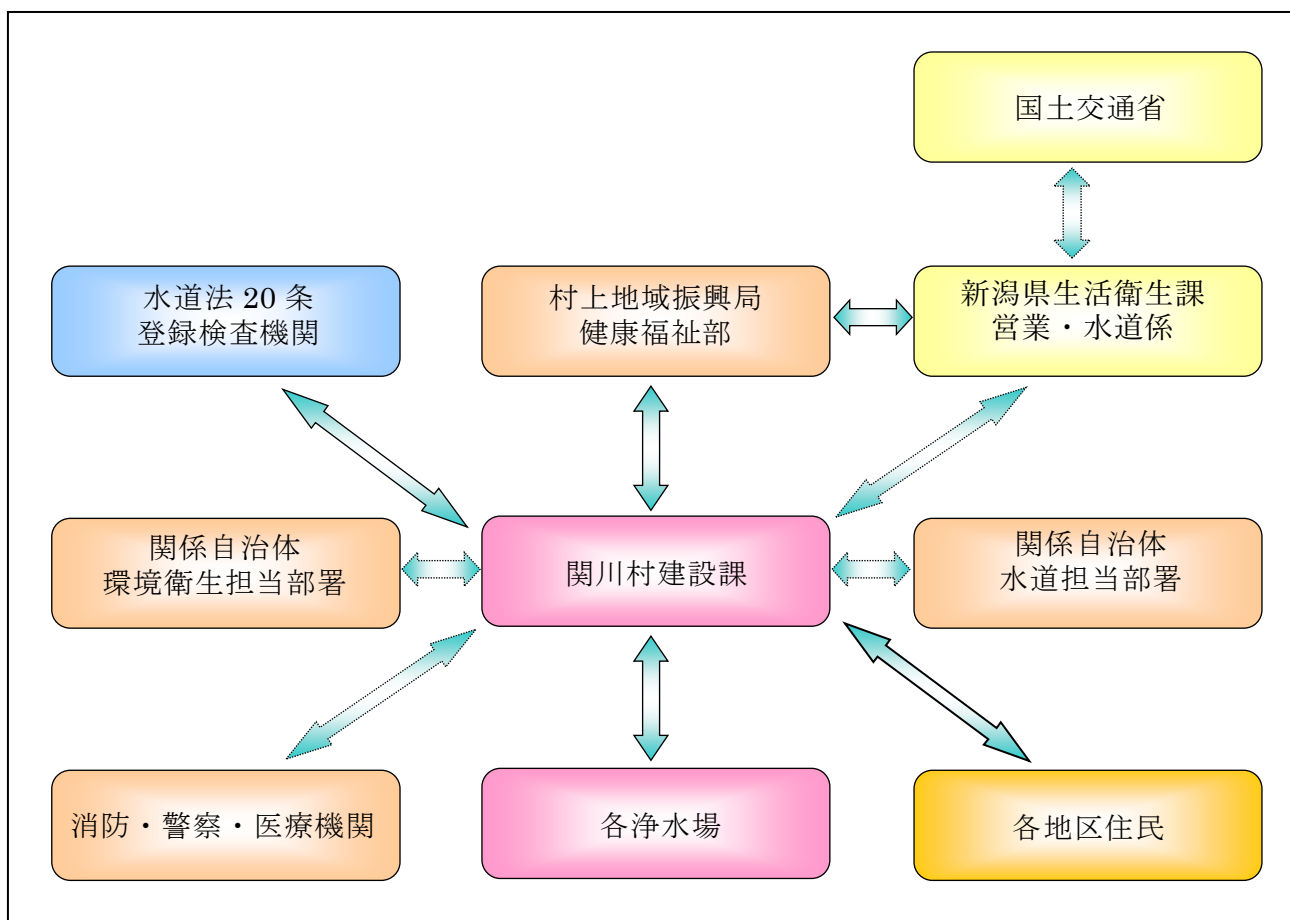 国土交通省
水道法 20 条
登録検査機関
村上地域振興局
健康福祉部
新潟県生活衛生課
営業・水道係
関係自治体
環境衛生担当部署
関川村建設課
関係自治体
水道担当部署
消防・警察・医療機関
各浄水場
各地区住民